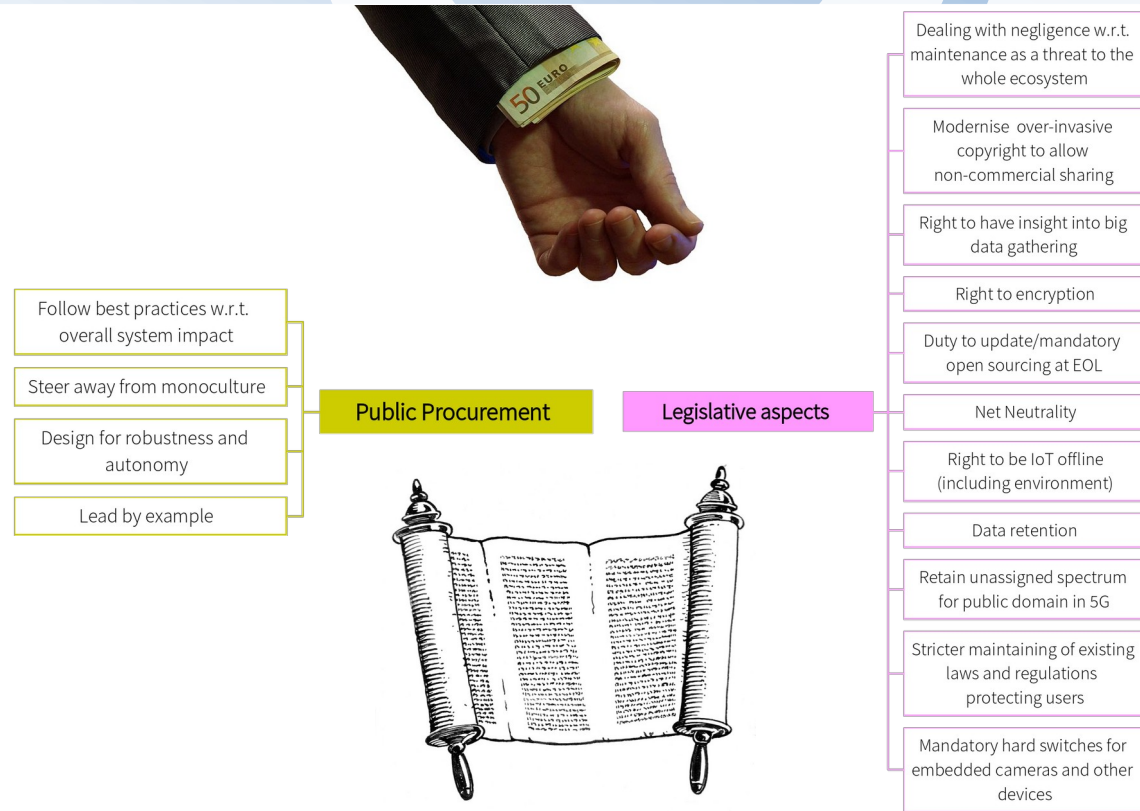 50 EURO
Follow best practices w.r.t.
overall system impact
Steer away from monoculture
Design for robustness and
autonomy
Lead by example
Public Procurement
Legislative aspects
Dealing with negligence w.r.t.
maintenance as a threat to the
whole ecosystem
Modernise over-invasive
copyright to allow
non-commercial sharing
Right to have insight into big
data gathering
Right to encryption
Duty to update/mandatory
open sourcing at EOL
Net Neutrality
Right to be IoT offline
(including environment)
Data retention
Retain unassigned spectrum
for public domain in 5G
Stricter maintaining of existing
laws and regulations
protecting users
Mandatory hard switches for
embedded cameras and other
devices